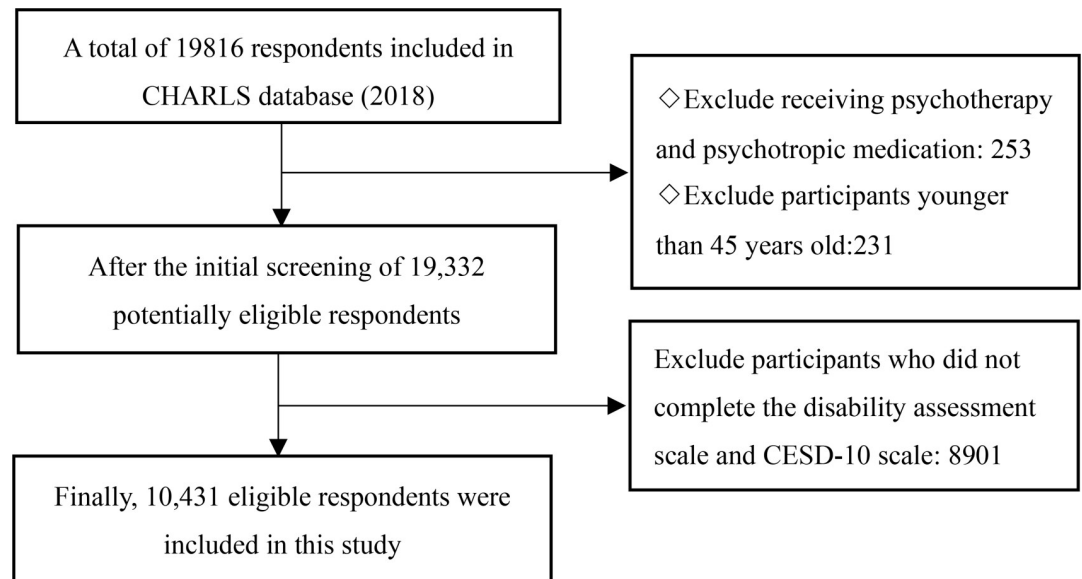 A total of 19816 respondents included in
CHARLS database (2018)
◇Exclude receiving psychotherapy
and psychotropic medication: 253
◇Exclude participants younger
than 45 years old:231
After the initial screening of 19,332
potentially eligible respondents
Exclude participants who did not
complete the disability assessment
scale and CESD-10 scale: 8901
Finally, 10,431 eligible respondents were
included in this study